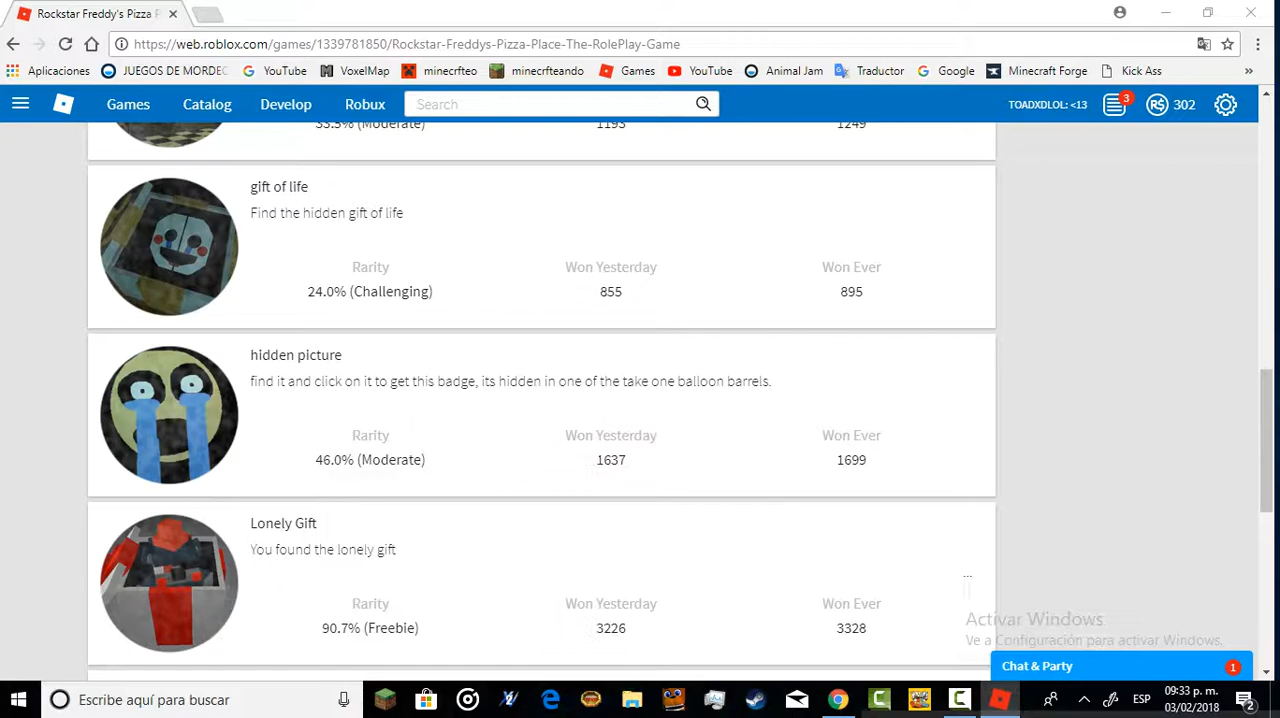 Rockstar Freddy's Pizza P
https://web.roblox.com/games/1339781850/Rockstar-Freddys-Pizza-Place-The-RolePlay-Game
Aplicaciones JUEGOS DE MORDEC YouTube VoxelMap minecrfteo minecrfteando Games YouTube Animal Jam Traductor Google Minecraft Forge Kick Ass »
Games Catalog Develop Robux Search TOADXDLOL: <13 3 R$ 302
33.5% (Moderate) 1193 1249
gift of life
Find the hidden gift of life
Rarity Won Yesterday Won Ever
24.0% (Challenging) 855 895
hidden picture
find it and click on it to get this badge, its hidden in one of the take one balloon barrels.
Rarity Won Yesterday Won Ever
46.0% (Moderate) 1637 1699
Lonely Gift
You found the lonely gift
...
Rarity Won Yesterday Won Ever
90.7% (Freebie) 3226 3328
Activar Windows
Ve a Configuración para activar Windows.
Chat & Party 1
Escribe aquí para buscar ESP 09:33 p. m.
03/02/2018 2